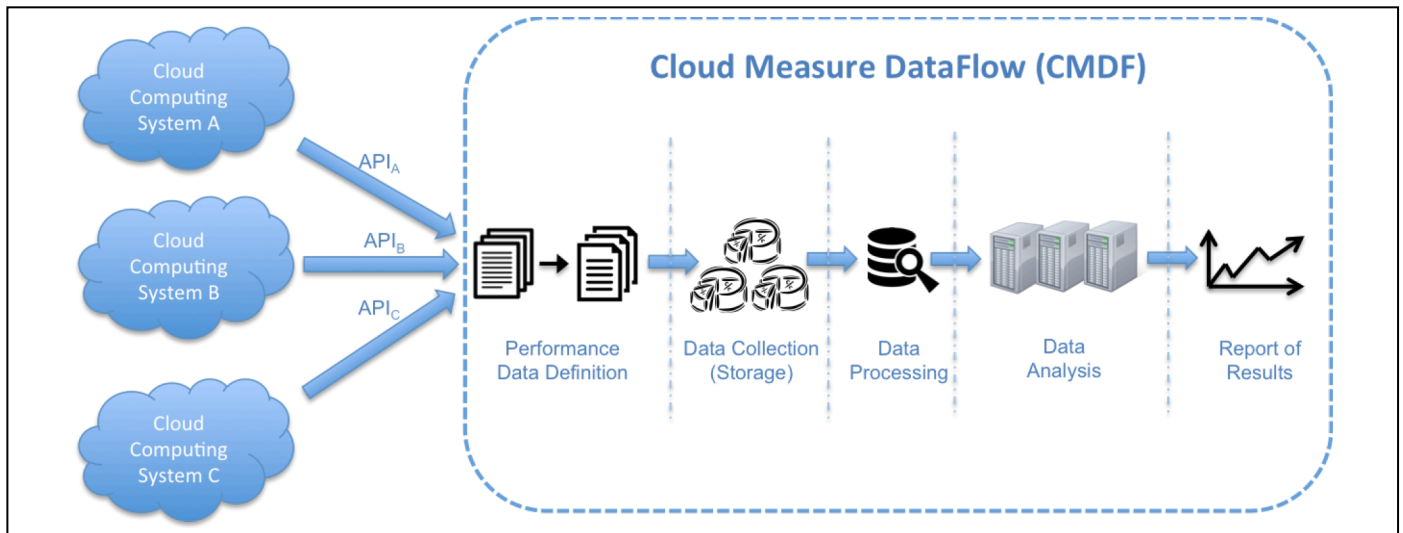 Cloud Measure DataFlow (CMDF)
Cloud
Computing
System A
API_A
Cloud
Computing
System B
API_B
API_C
Cloud
Computing
System C
Performance
Data Definition
Data Collection
(Storage)
Data
Processing
Data
Analysis
Report of
Results